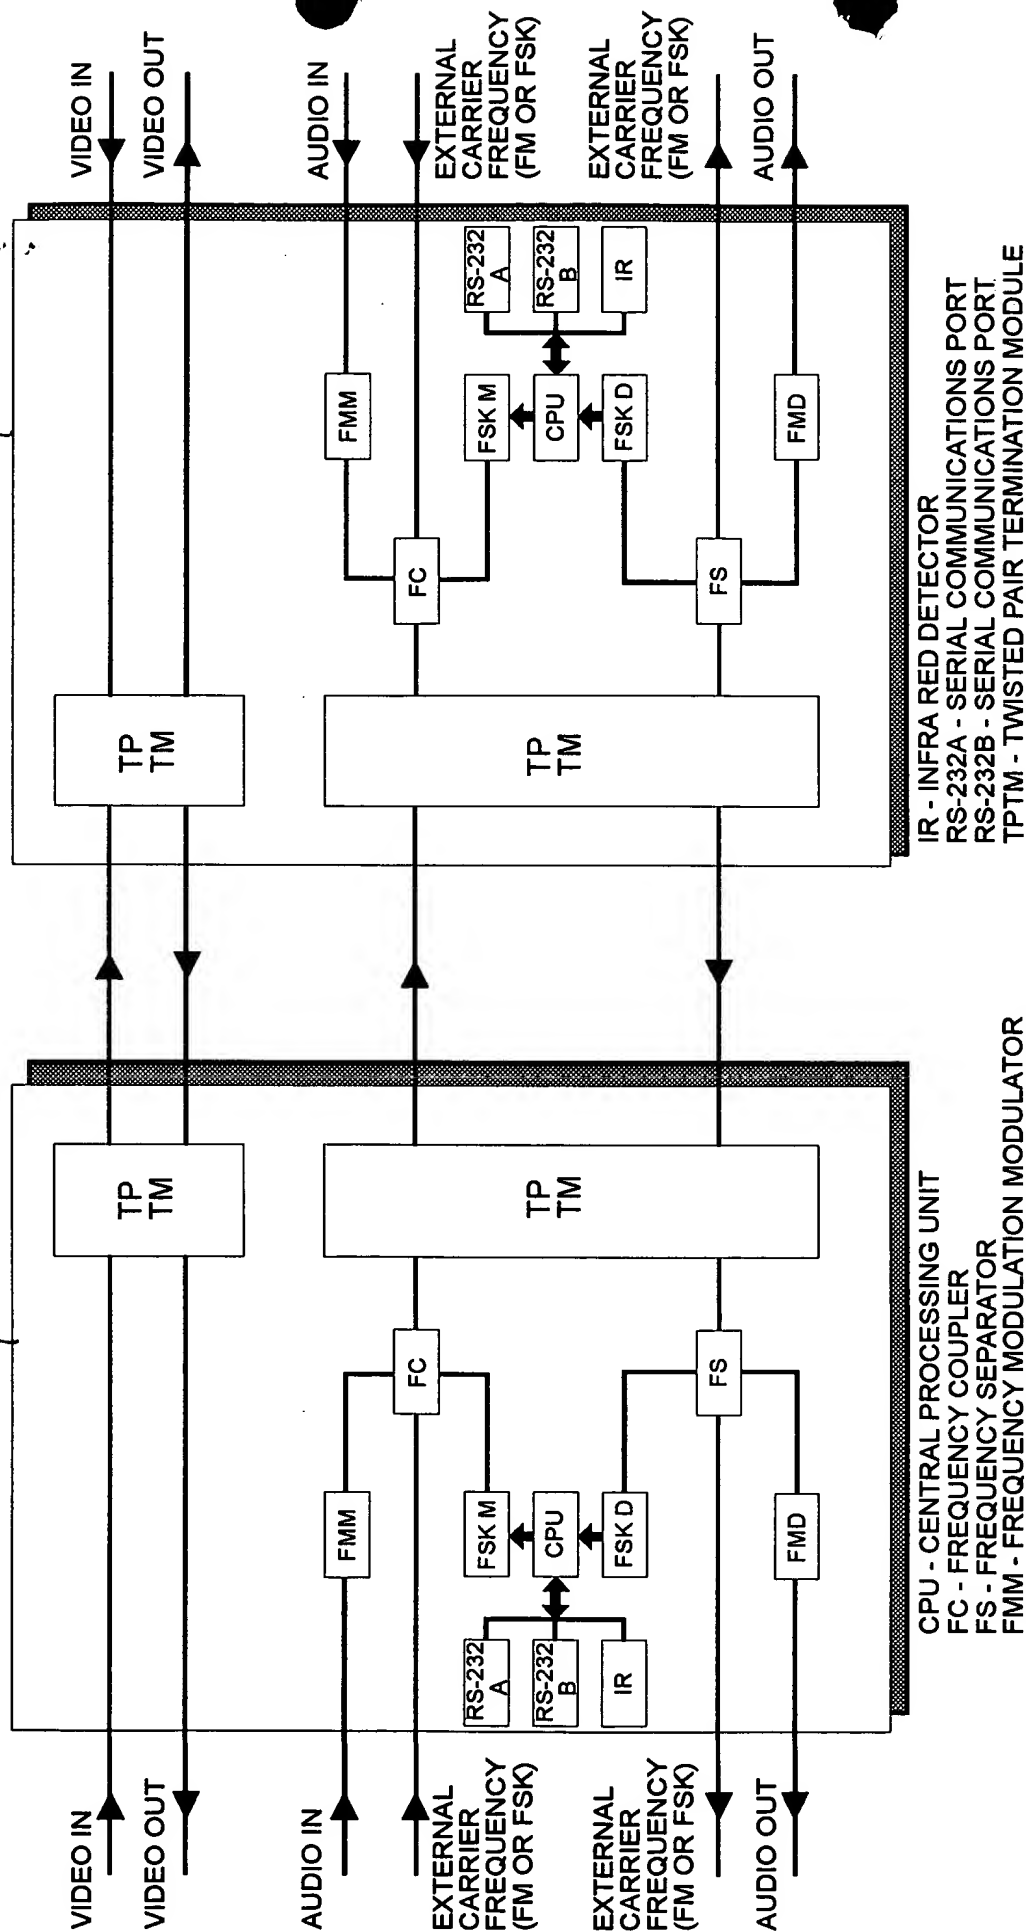 VIDEO IN
VIDEO OUT
AUDIO IN
EXTERNAL
CARRIER
FREQUENCY
(FM OR FSK)
EXTERNAL
CARRIER
FREQUENCY
(FM OR FSK)
AUDIO OUT
TP
TM
FMM
FC
RS-232
A
RS-232
B
IR
FSK M
CPU
FSK D
FS
FMD
TP
TM
TP
TM
TP
TM
FMM
FC
FSK M
CPU
FSK D
RS-232
A
RS-232
B
IR
FS
FMD
VIDEO IN
VIDEO OUT
AUDIO IN
EXTERNAL
CARRIER
FREQUENCY
(FM OR FSK)
EXTERNAL
CARRIER
FREQUENCY
(FM OR FSK)
AUDIO OUT
CPU - CENTRAL PROCESSING UNIT
FC - FREQUENCY COUPLER
FS - FREQUENCY SEPARATOR
FMM - FREQUENCY MODULATION MODULATOR
IR - INFRA RED DETECTOR
RS-232A - SERIAL COMMUNICATIONS PORT
RS-232B - SERIAL COMMUNICATIONS PORT
TPTM - TWISTED PAIR TERMINATION MODULE